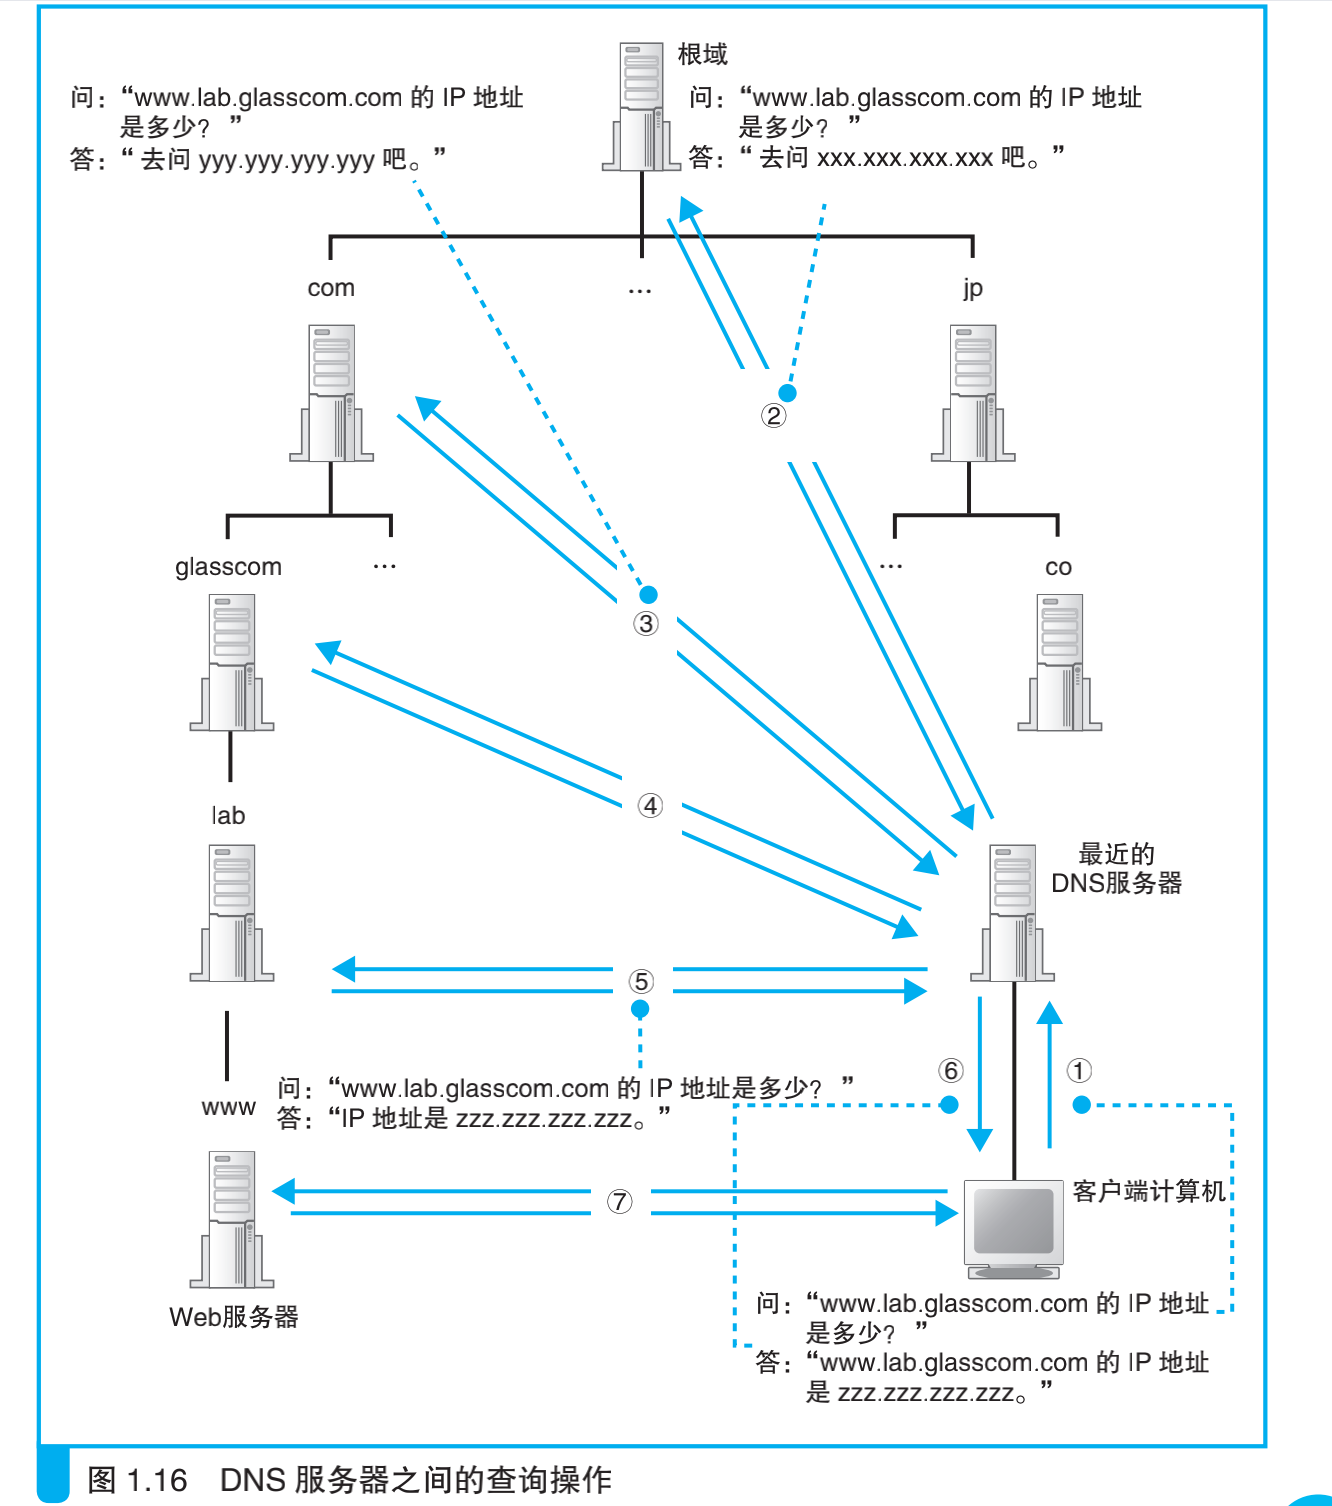 根域
问：“www.lab.glasscom.com 的 IP 地址
是多少？”
答：“去问 yyy.yyy.yyy.yyy 吧。”
问：“www.lab.glasscom.com 的 IP 地址
是多少？”
答：“去问 xxx.xxx.xxx.xxx 吧。”
com
...
jp
②
glasscom
...
...
co
③
④
lab
最近的
DNS服务器
⑤
⑥
①
www
问：“www.lab.glasscom.com 的 IP 地址是多少？”
答：“IP 地址是 zzz.zzz.zzz.zzz。”
⑦
客户端计算机
Web服务器
问：“www.lab.glasscom.com 的 IP 地址
是多少？”
答：“www.lab.glasscom.com 的 IP 地址
是 zzz.zzz.zzz.zzz。”
图 1.16 DNS 服务器之间的查询操作